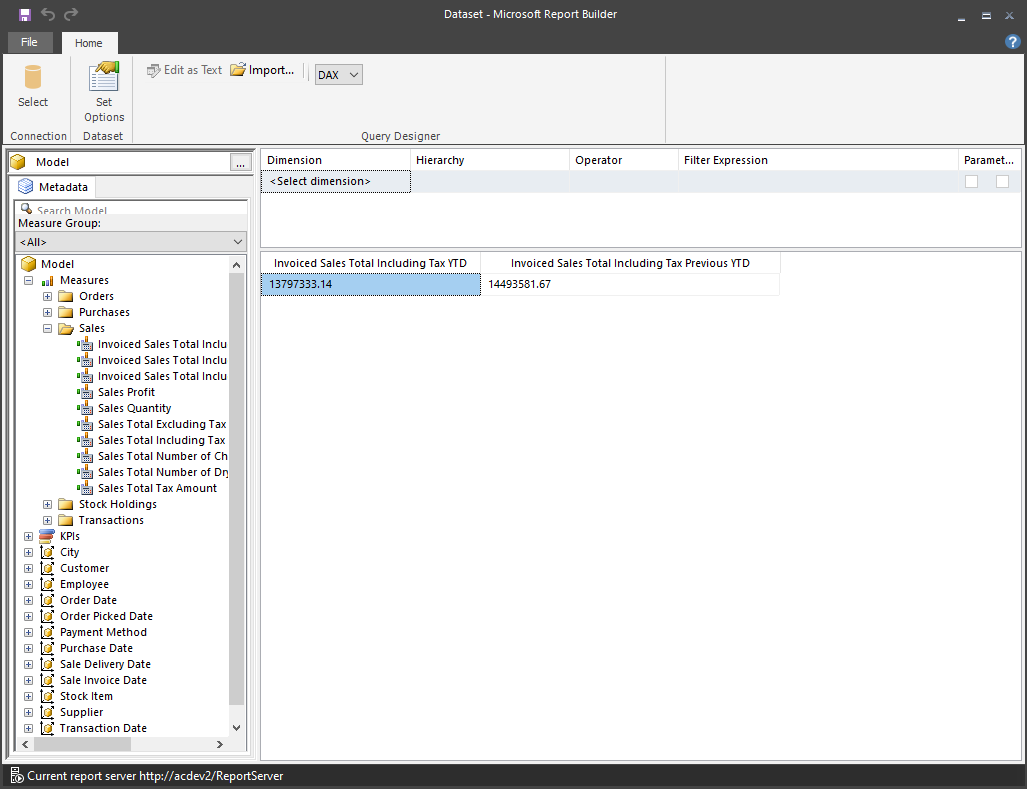 Dataset - Microsoft Report Builder
File
Home
Select
Connection
Set Options
Dataset
Edit as Text
Import...
DAX
Query Designer
Model
...
Metadata
Search Model
Measure Group:
<All>
Model
Measures
Orders
Purchases
Sales
Invoiced Sales Total Inclu
Invoiced Sales Total Inclu
Invoiced Sales Total Inclu
Sales Profit
Sales Quantity
Sales Total Excluding Tax
Sales Total Including Tax
Sales Total Number of Ch
Sales Total Number of Dry
Sales Total Tax Amount
Stock Holdings
Transactions
KPIs
City
Customer
Employee
Order Date
Order Picked Date
Payment Method
Purchase Date
Sale Delivery Date
Sale Invoice Date
Stock Item
Supplier
Transaction Date
Dimension Hierarchy Operator Filter Expression Paramet...
<Select dimension>
Invoiced Sales Total Including Tax YTD Invoiced Sales Total Including Tax Previous YTD
13797333.14 14493581.67
Current report server http://acdev2/ReportServer